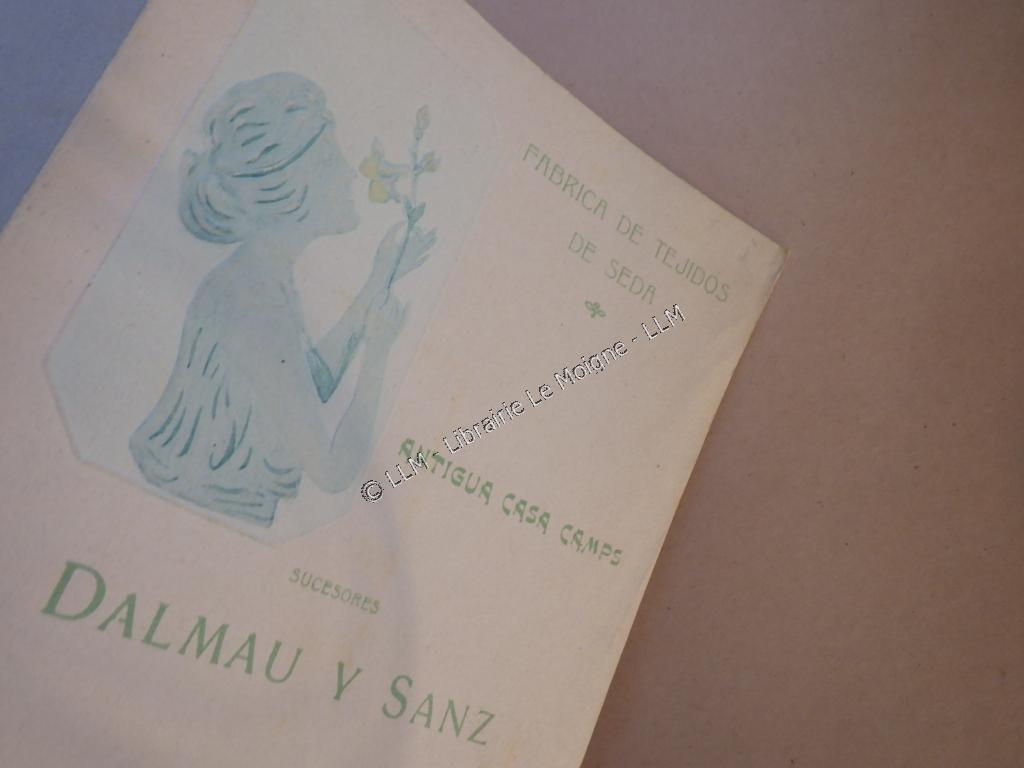 FABRICA DE TEJIDOS
DE SEDA
ANTIGUA CASA CAMPS
SUCESORES
DALMAU Y SANZ
© LLM - Librairie Le Moigne - LLM